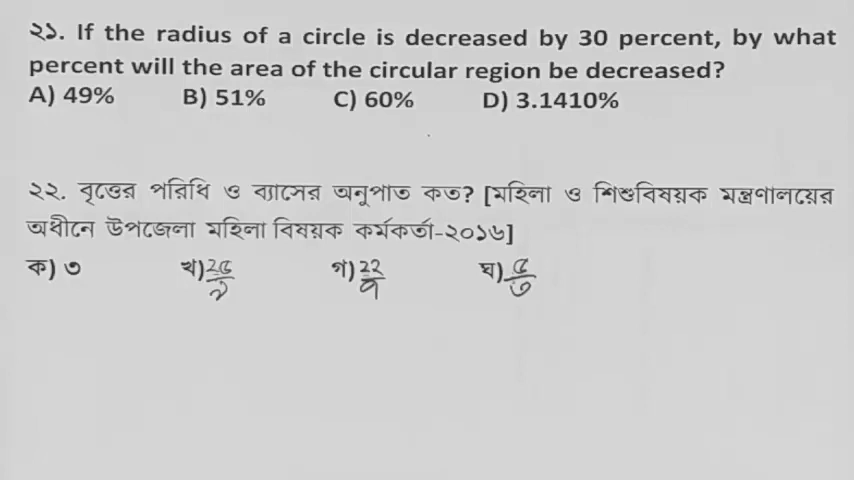 ২১. If the radius of a circle is decreased by 30 percent, by what
percent will the area of the circular region be decreased?
A) 49% B) 51% C) 60% D) 3.1410%
২২. বৃত্তের পরিধি ও ব্যাসের অনুপাত কত? [মহিলা ও শিশুবিষয়ক মন্ত্রণালয়ের
অধীনে উপজেলা মহিলা বিষয়ক কর্মকর্তা-২০১৬]
ক) ৩ খ) ২৫/৯ গ) ২২/৭ ঘ) ৫/৩